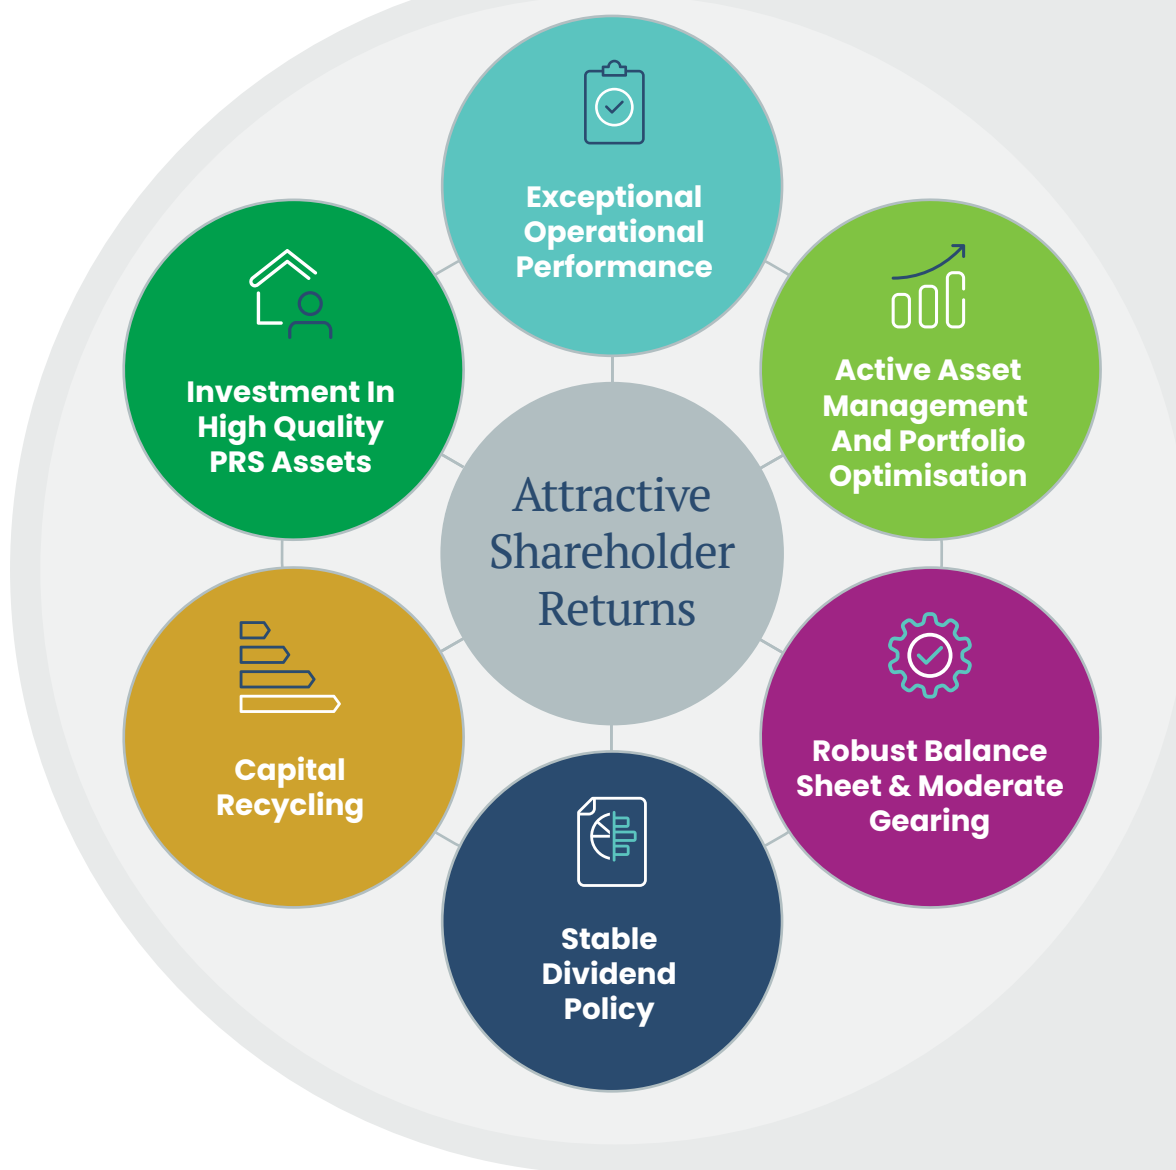 Exceptional
Operational
Performance
Active Asset
Management
And Portfolio
Optimisation
Robust Balance
Sheet & Moderate
Gearing
Stable
Dividend
Policy
Capital
Recycling
Investment In
High Quality
PRS Assets
Attractive
Shareholder
Returns